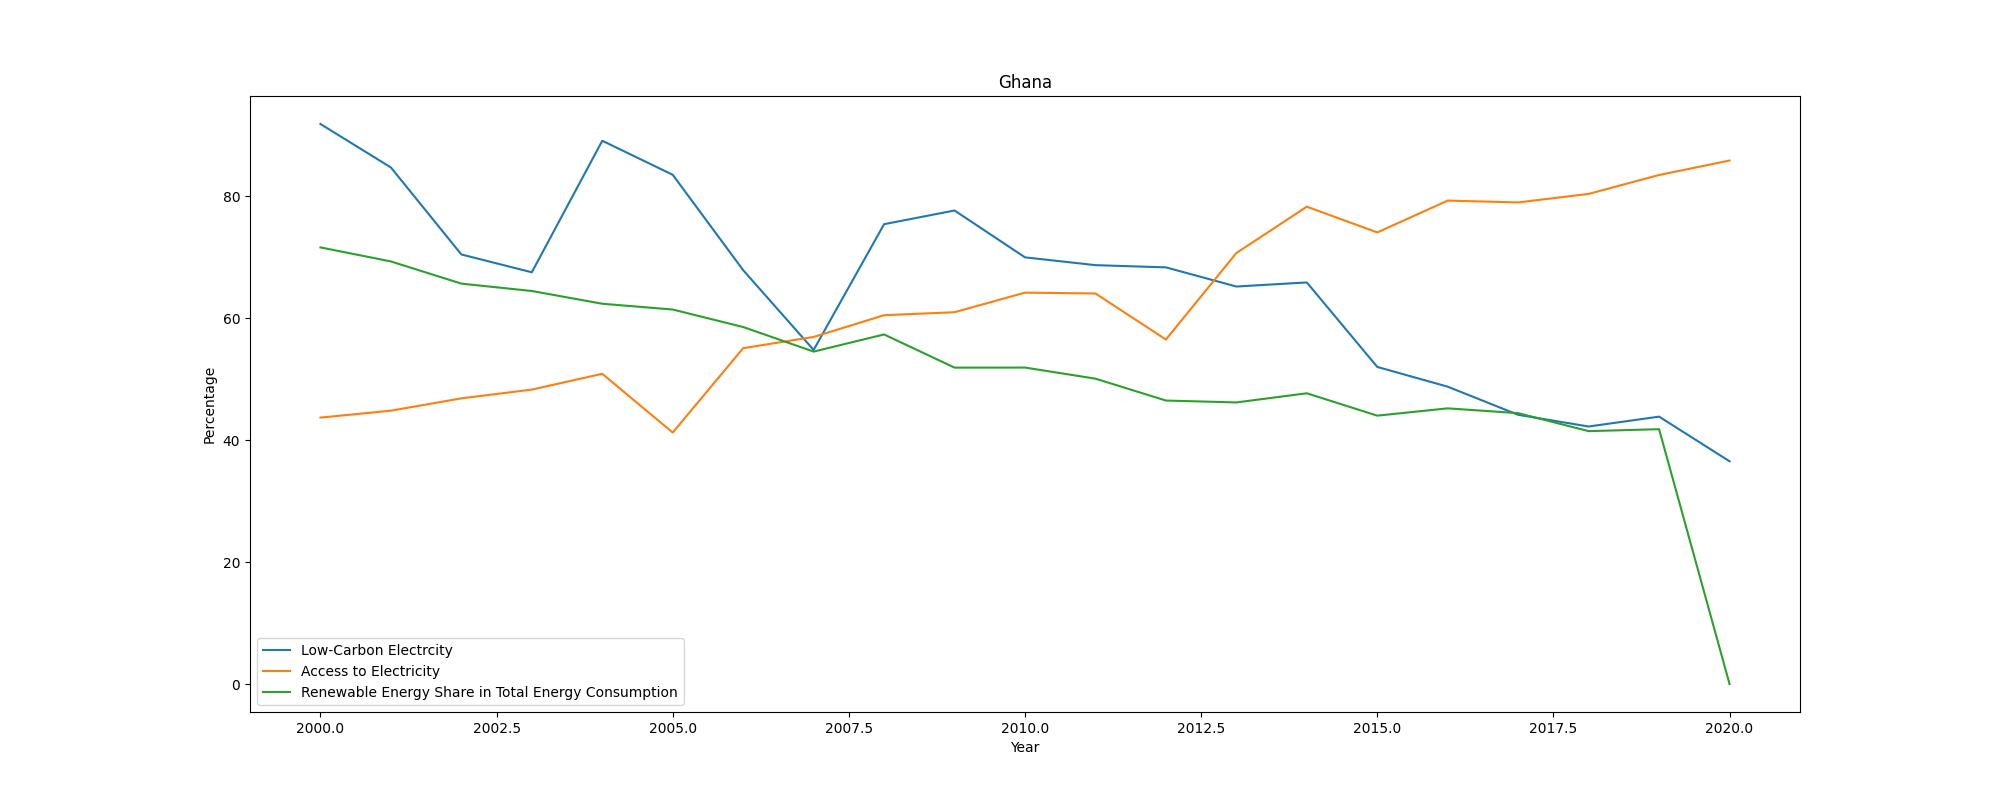 Ghana
Percentage
80
60
40
20
0
Low-Carbon Electrcity
Access to Electricity
Renewable Energy Share in Total Energy Consumption
2000.0 2002.5 2005.0 2007.5 2010.0 2012.5 2015.0 2017.5 2020.0
Year